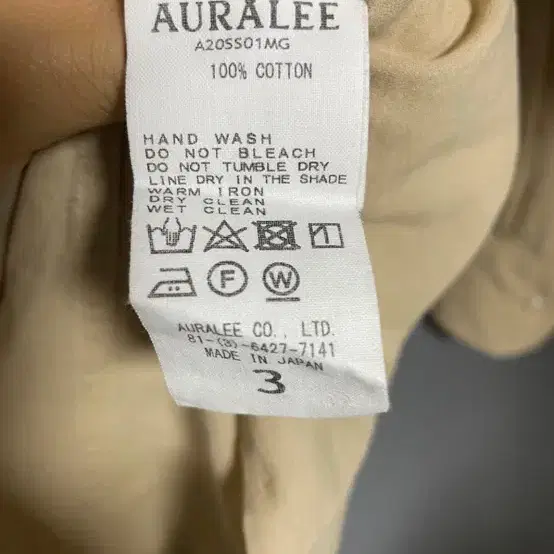 AURALEE
A20SS01MG
100% COTTON
HAND WASH
DO NOT BLEACH
DO NOT TUMBLE DRY
LINE DRY IN THE SHADE
WARM IRON
DRY CLEAN
WET CLEAN
F W
AURALEE CO., LTD.
81-(3)-6427-7141
MADE IN JAPAN
3